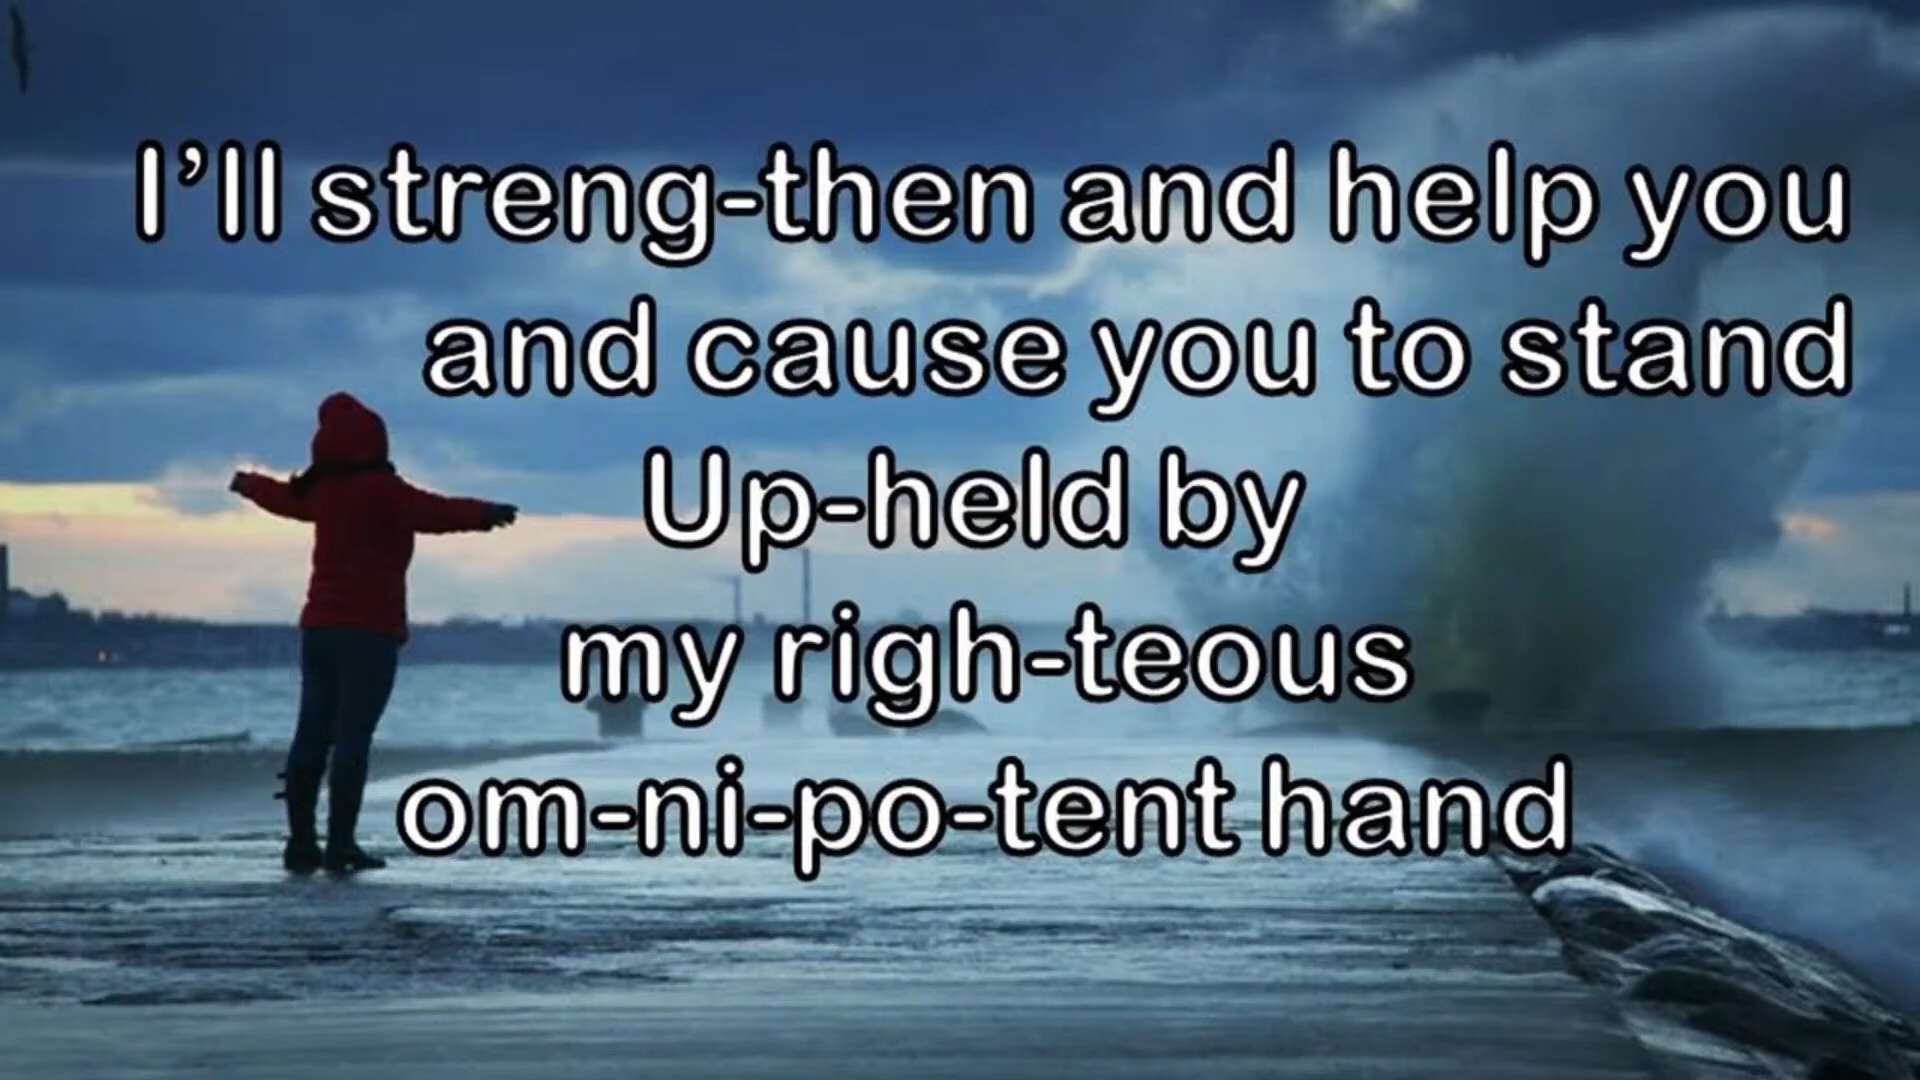 I’ll streng-then and help you
and cause you to stand
Up-held by
my righ-teous
om-ni-po-tent hand